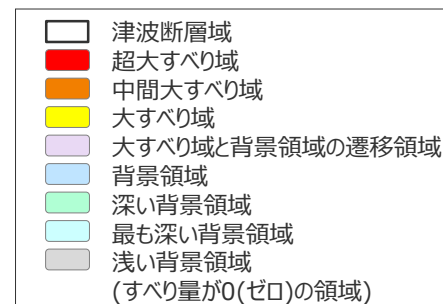 津波断層域
超大すべり域
中間大すべり域
大すべり域
大すべり域と背景領域の遷移領域
背景領域
深い背景領域
最も深い背景領域
浅い背景領域
(すべり量が0(ゼロ)の領域)